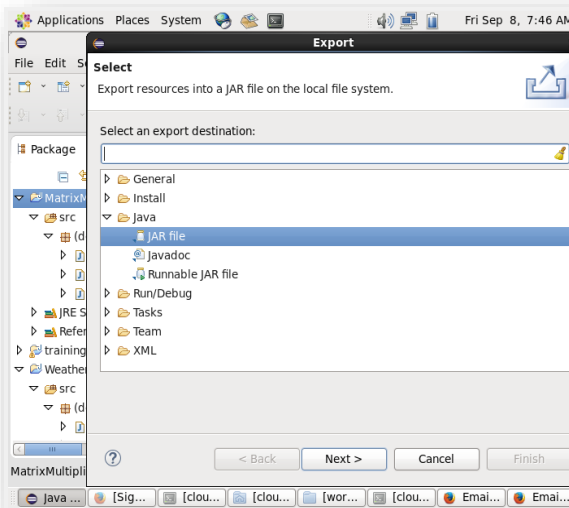 Applications Places System Fri Sep 8, 7:46 AM
Export
File Edit S
Select
Export resources into a JAR file on the local file system.
Select an export destination:
Package
General
Install
Java
JAR file
Javadoc
Runnable JAR file
Run/Debug
Tasks
Team
XML
MatrixM
src
(d
JRE S
Refer
training
Weathe
src
(d
< Back Next > Cancel Finish
MatrixMultipli
Java ... [Sig... [clou... [clou... [wor... [clou... Emai... Emai...